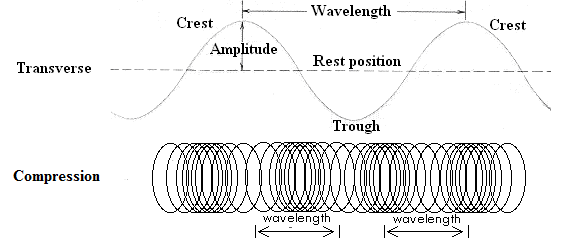 Wavelength
Crest
Crest
Amplitude
Rest position
Transverse
Trough
Compression
wavelength
wavelength